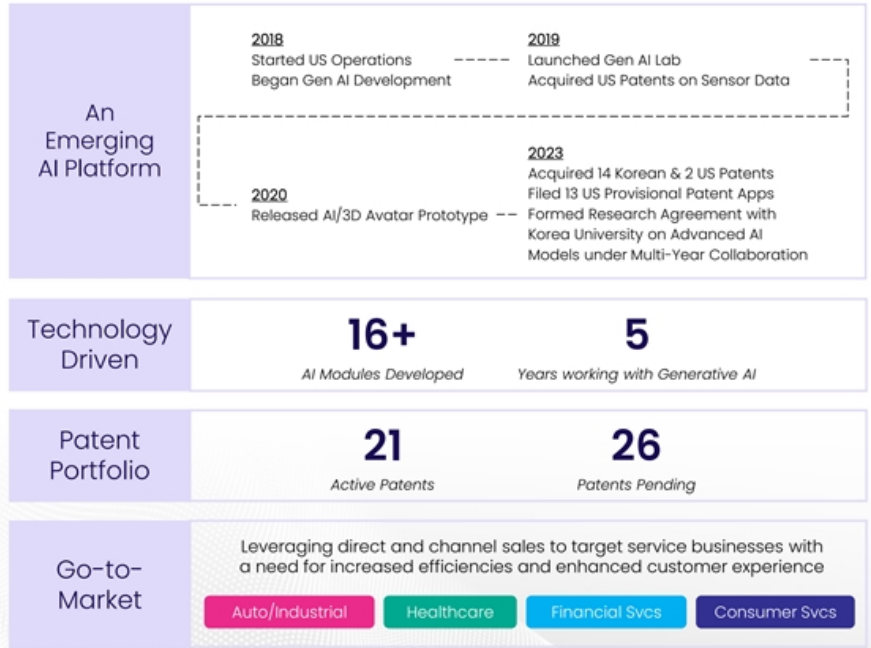 An
Emerging
AI Platform
2018
Started US Operations
Began Gen AI Development
2019
Launched Gen AI Lab
Acquired US Patents on Sensor Data
2020
Released AI/3D Avatar Prototype
2023
Acquired 14 Korean & 2 US Patents
Filed 13 US Provisional Patent Apps
Formed Research Agreement with
Korea University on Advanced AI
Models under Multi-Year Collaboration
Technology
Driven
16+
AI Modules Developed
5
Years working with Generative AI
Patent
Portfolio
21
Active Patents
26
Patents Pending
Go-to-
Market
Leveraging direct and channel sales to target service businesses with
a need for increased efficiencies and enhanced customer experience
Auto/Industrial
Healthcare
Financial Svcs
Consumer Svcs